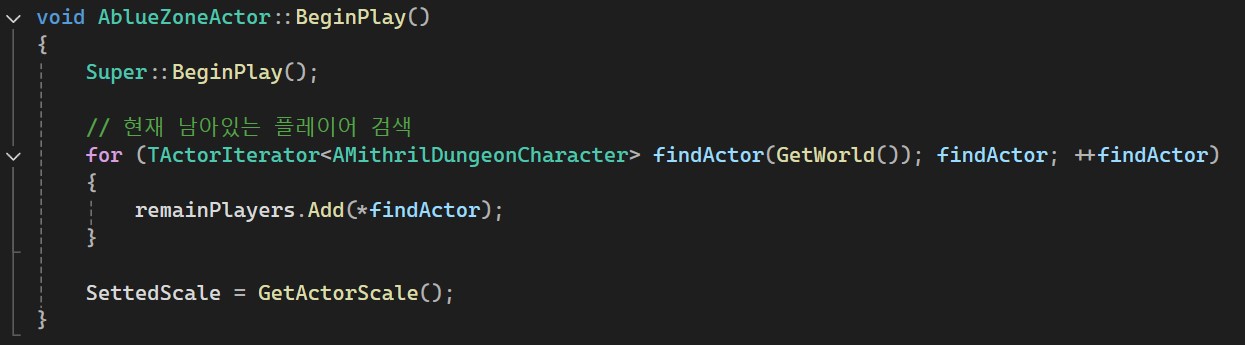 void AblueZoneActor::BeginPlay()
{
Super::BeginPlay();
// 현재 남아있는 플레이어 검색
for (TActorIterator<AMithrilDungeonCharacter> findActor(GetWorld()); findActor; ++findActor)
{
remainPlayers.Add(*findActor);
}
SettedScale = GetActorScale();
}